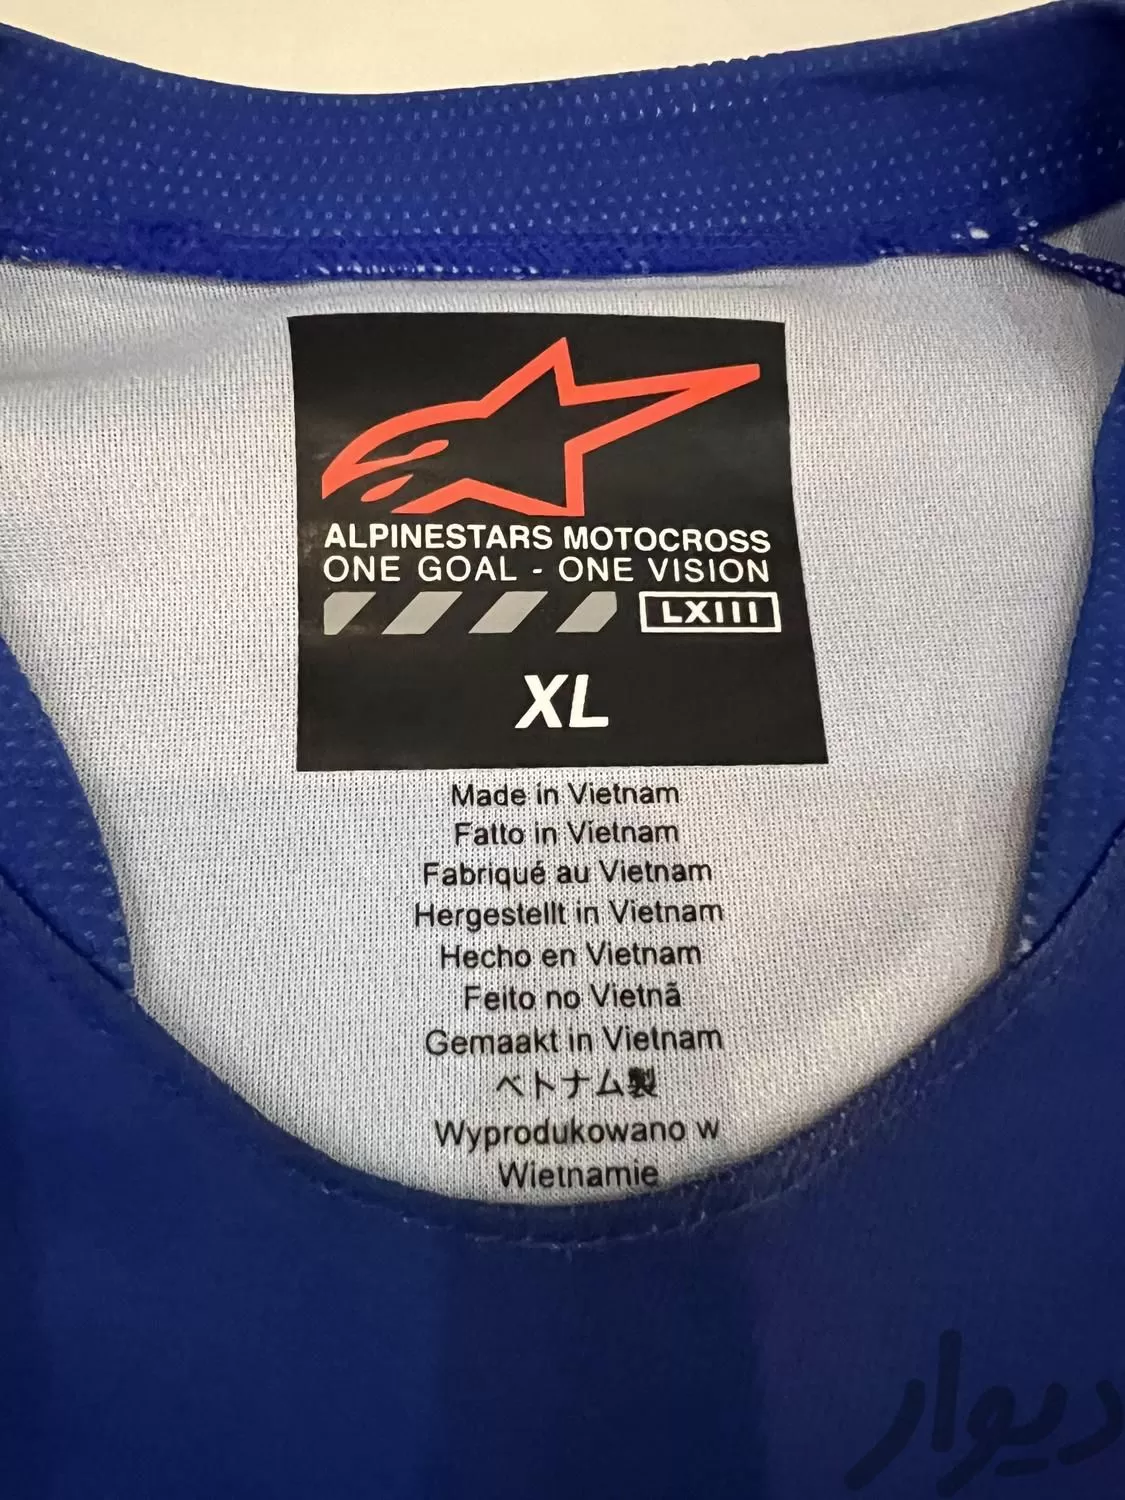 ALPINESTARS MOTOCROSS
ONE GOAL - ONE VISION
LXIII
XL
Made in Vietnam
Fatto in Vietnam
Fabriqué au Vietnam
Hergestellt in Vietnam
Hecho en Vietnam
Feito no Vietnã
Gemaakt in Vietnam
ベトナム製
Wyprodukowano w
Wietnamie
دیوار